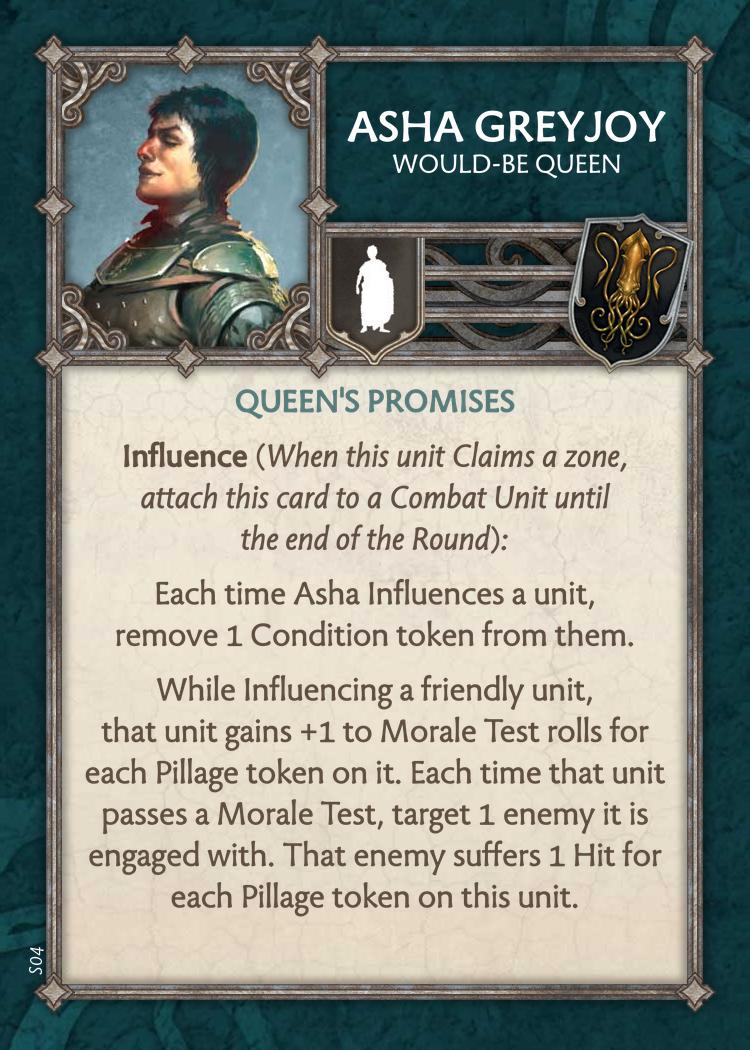 ASHA GREYJOY
WOULD-BE QUEEN
QUEEN'S PROMISES
Influence (When this unit Claims a zone,
attach this card to a Combat Unit until
the end of the Round):
Each time Asha Influences a unit,
remove 1 Condition token from them.
While Influencing a friendly unit,
that unit gains +1 to Morale Test rolls for
each Pillage token on it. Each time that unit
passes a Morale Test, target 1 enemy it is
engaged with. That enemy suffers 1 Hit for
each Pillage token on this unit.
S04